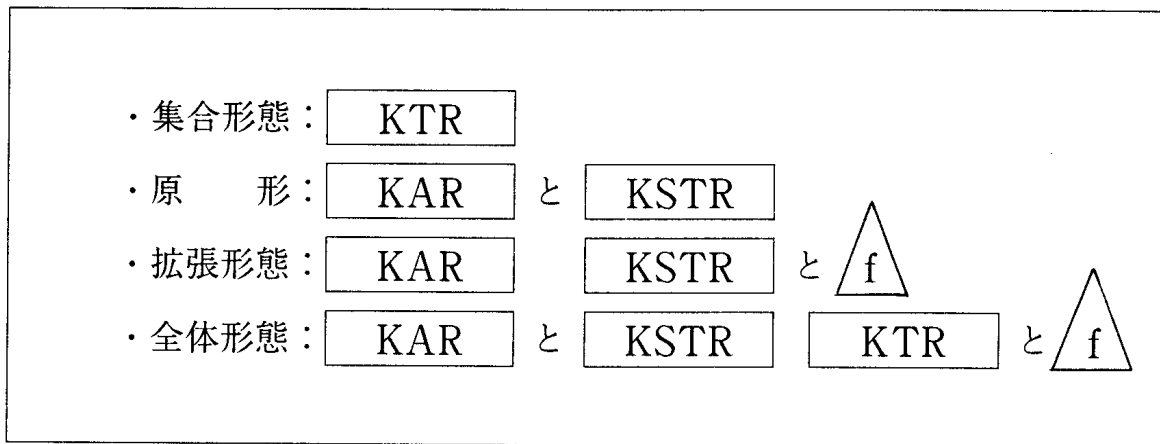 ・集合形態：KTR
・原　　形：KAR と KSTR
・拡張形態：KAR KSTR と f
・全体形態：KAR と KSTR KTR と f